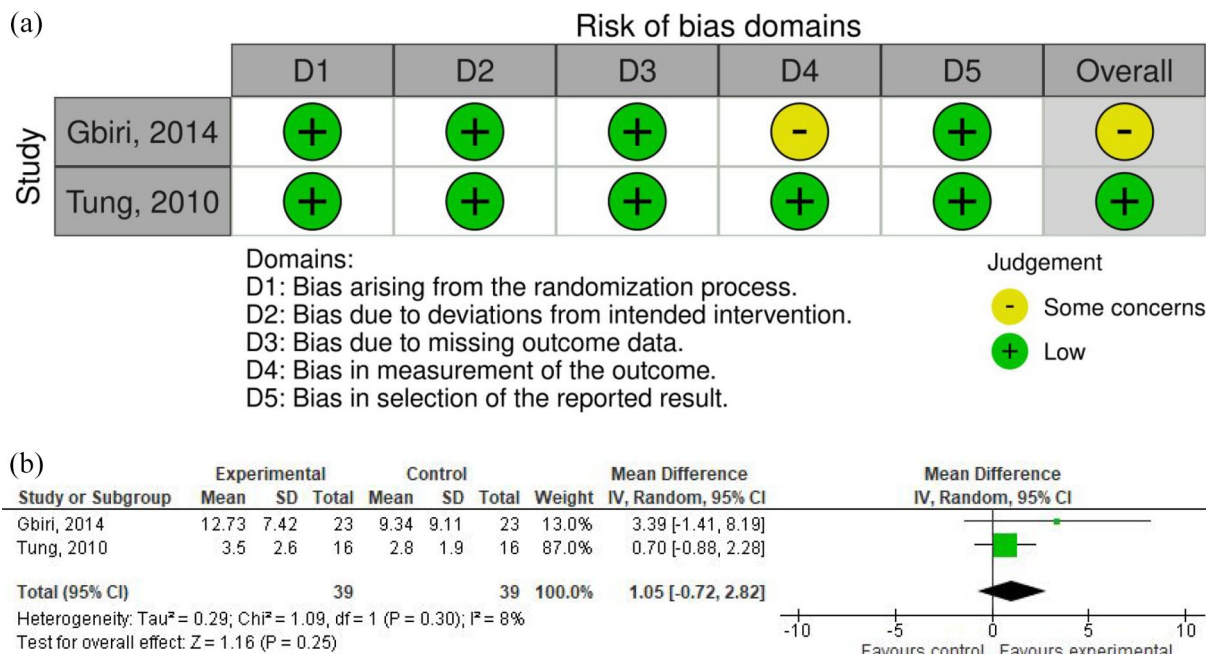 (a)
Risk of bias domains
D1 D2 D3 D4 D5 Overall
Study
Gbiri, 2014 + + + - + -
Tung, 2010 + + + + + +
Domains:
D1: Bias arising from the randomization process.
D2: Bias due to deviations from intended intervention.
D3: Bias due to missing outcome data.
D4: Bias in measurement of the outcome.
D5: Bias in selection of the reported result.
Judgement
- Some concerns
+ Low
(b)
Experimental Control Mean Difference Mean Difference
Study or Subgroup Mean SD Total Mean SD Total Weight IV, Random, 95% CI IV, Random, 95% CI
Gbiri, 2014 12.73 7.42 23 9.34 9.11 23 13.0% 3.39 [-1.41, 8.19]
Tung, 2010 3.5 2.6 16 2.8 1.9 16 87.0% 0.70 [-0.88, 2.28]
Total (95% CI) 39 39 100.0% 1.05 [-0.72, 2.82]
Heterogeneity: Tau² = 0.29; Chi² = 1.09, df = 1 (P = 0.30); I² = 8%
Test for overall effect: Z = 1.16 (P = 0.25)
-10 -5 0 5 10
Favours control Favours experimental